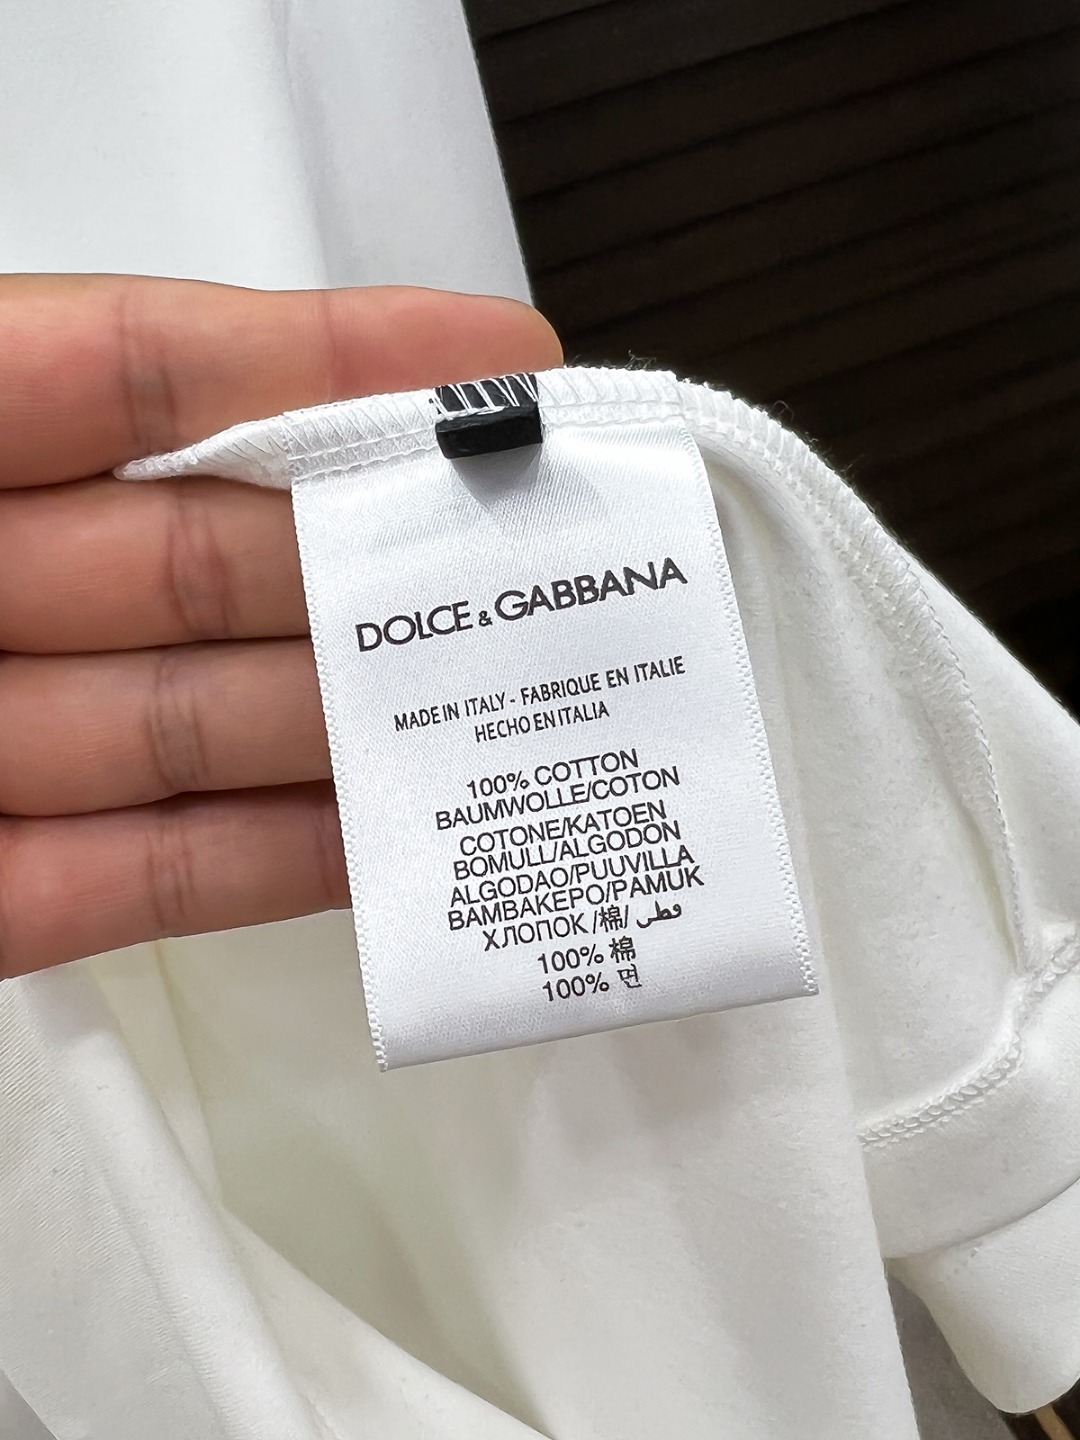 DOLCE & GABBANA
MADE IN ITALY - FABRIQUE EN ITALIE
HECHO EN ITALIA
100% COTTON
BAUMWOLLE/COTON
COTONE/KATOEN
BOMULL/ALGODON
ALGODAO/PUUVILLA
BAMBAKEPO/PAMUK
ХЛОПОК /棉/ قطن
100% 棉
100% 면